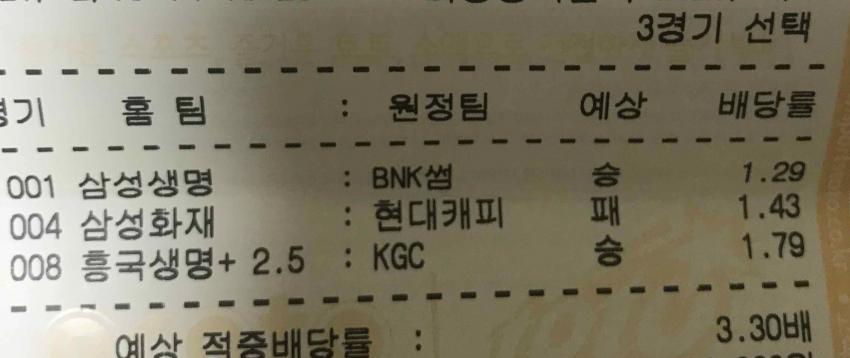 3경기 선택
경기 홈 팀 : 원정팀 예상 배당률
001 삼성생명 : BNK썸 승 1.29
004 삼성화재 : 현대캐피 패 1.43
008 흥국생명+ 2.5 : KGC 승 1.79
예상 적중배당률 : 3.30배